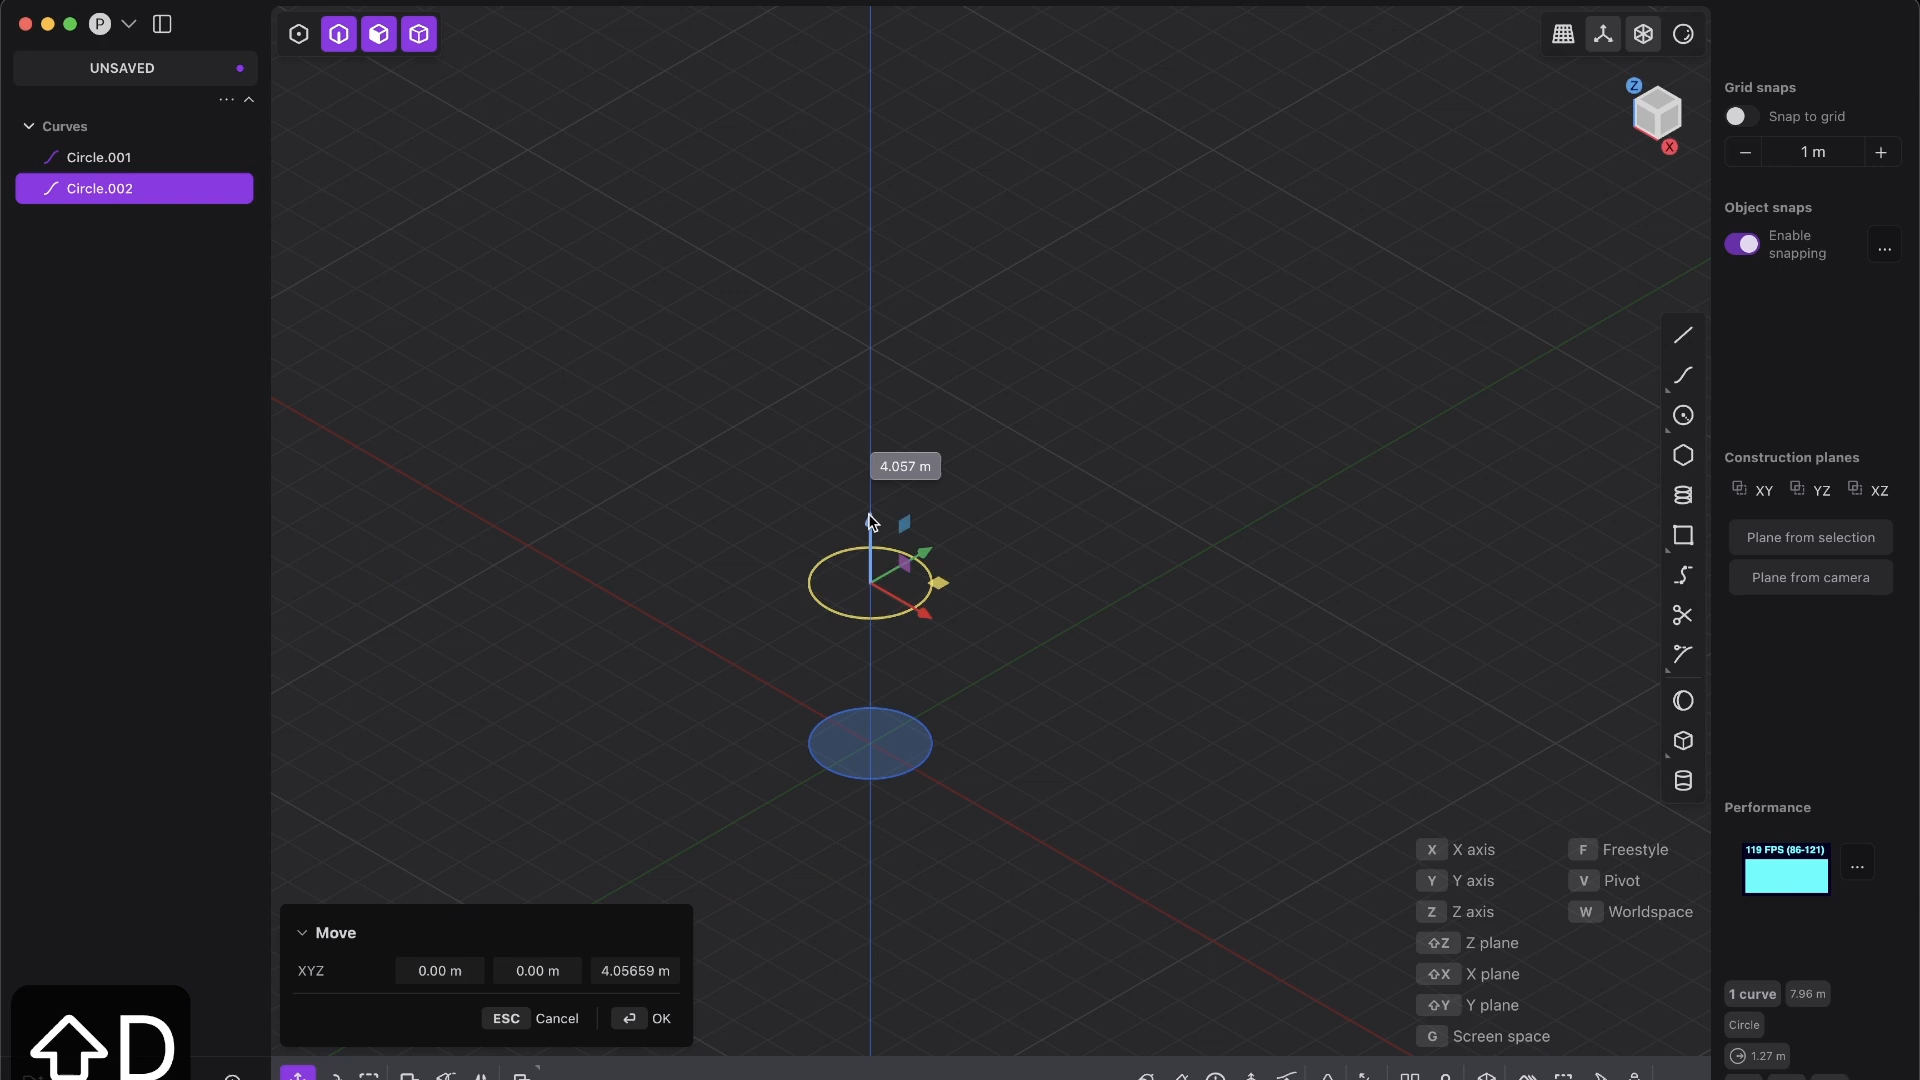 P
UNSAVED
Curves
Circle.001
Circle.002
4.057 m
Z
X
Grid snaps
Snap to grid
1 m
Object snaps
Enable
snapping
Construction planes
XY YZ XZ
Plane from selection
Plane from camera
Performance
119 FPS (86-121)
X X axis F Freestyle
Y Y axis V Pivot
Z Z axis W Worldspace
⇧Z Z plane
⇧X X plane
⇧Y Y plane
G Screen space
Move
XYZ 0.00 m 0.00 m 4.05659 m
ESC Cancel OK
1 curve 7.96 m
Circle
1.27 m
⇧D